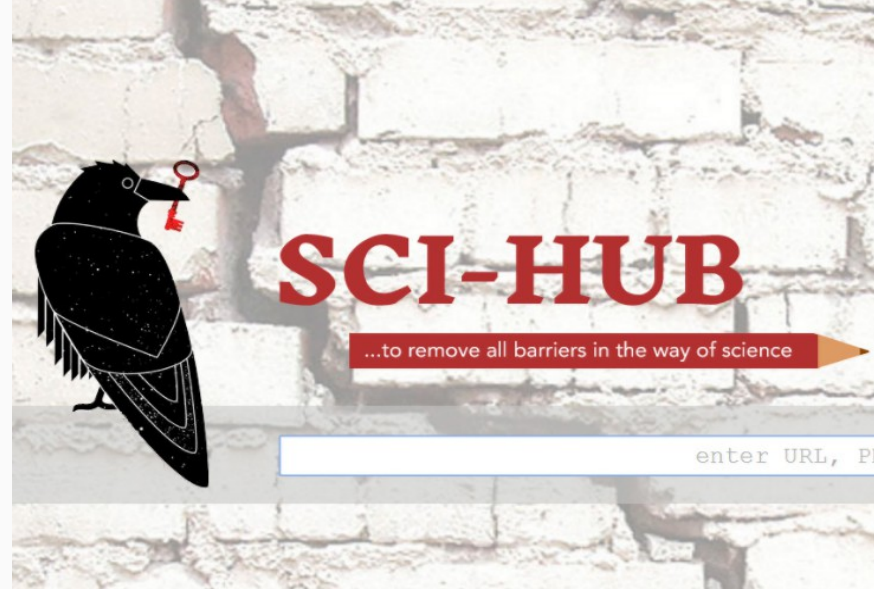 SCI-HUB
...to remove all barriers in the way of science
enter URL,